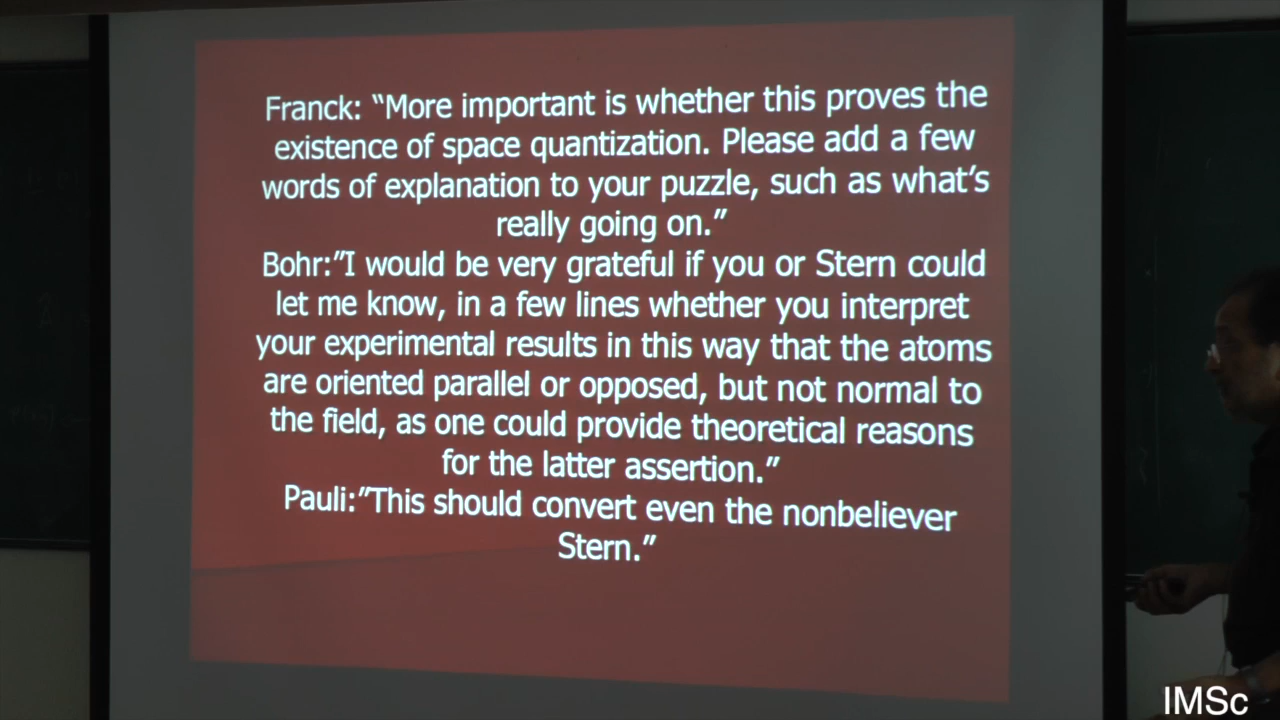 Franck: “More important is whether this proves the
existence of space quantization. Please add a few
words of explanation to your puzzle, such as what’s
really going on.”
Bohr:”I would be very grateful if you or Stern could
let me know, in a few lines whether you interpret
your experimental results in this way that the atoms
are oriented parallel or opposed, but not normal to
the field, as one could provide theoretical reasons
for the latter assertion.”
Pauli:”This should convert even the nonbeliever
Stern.”
IMSc